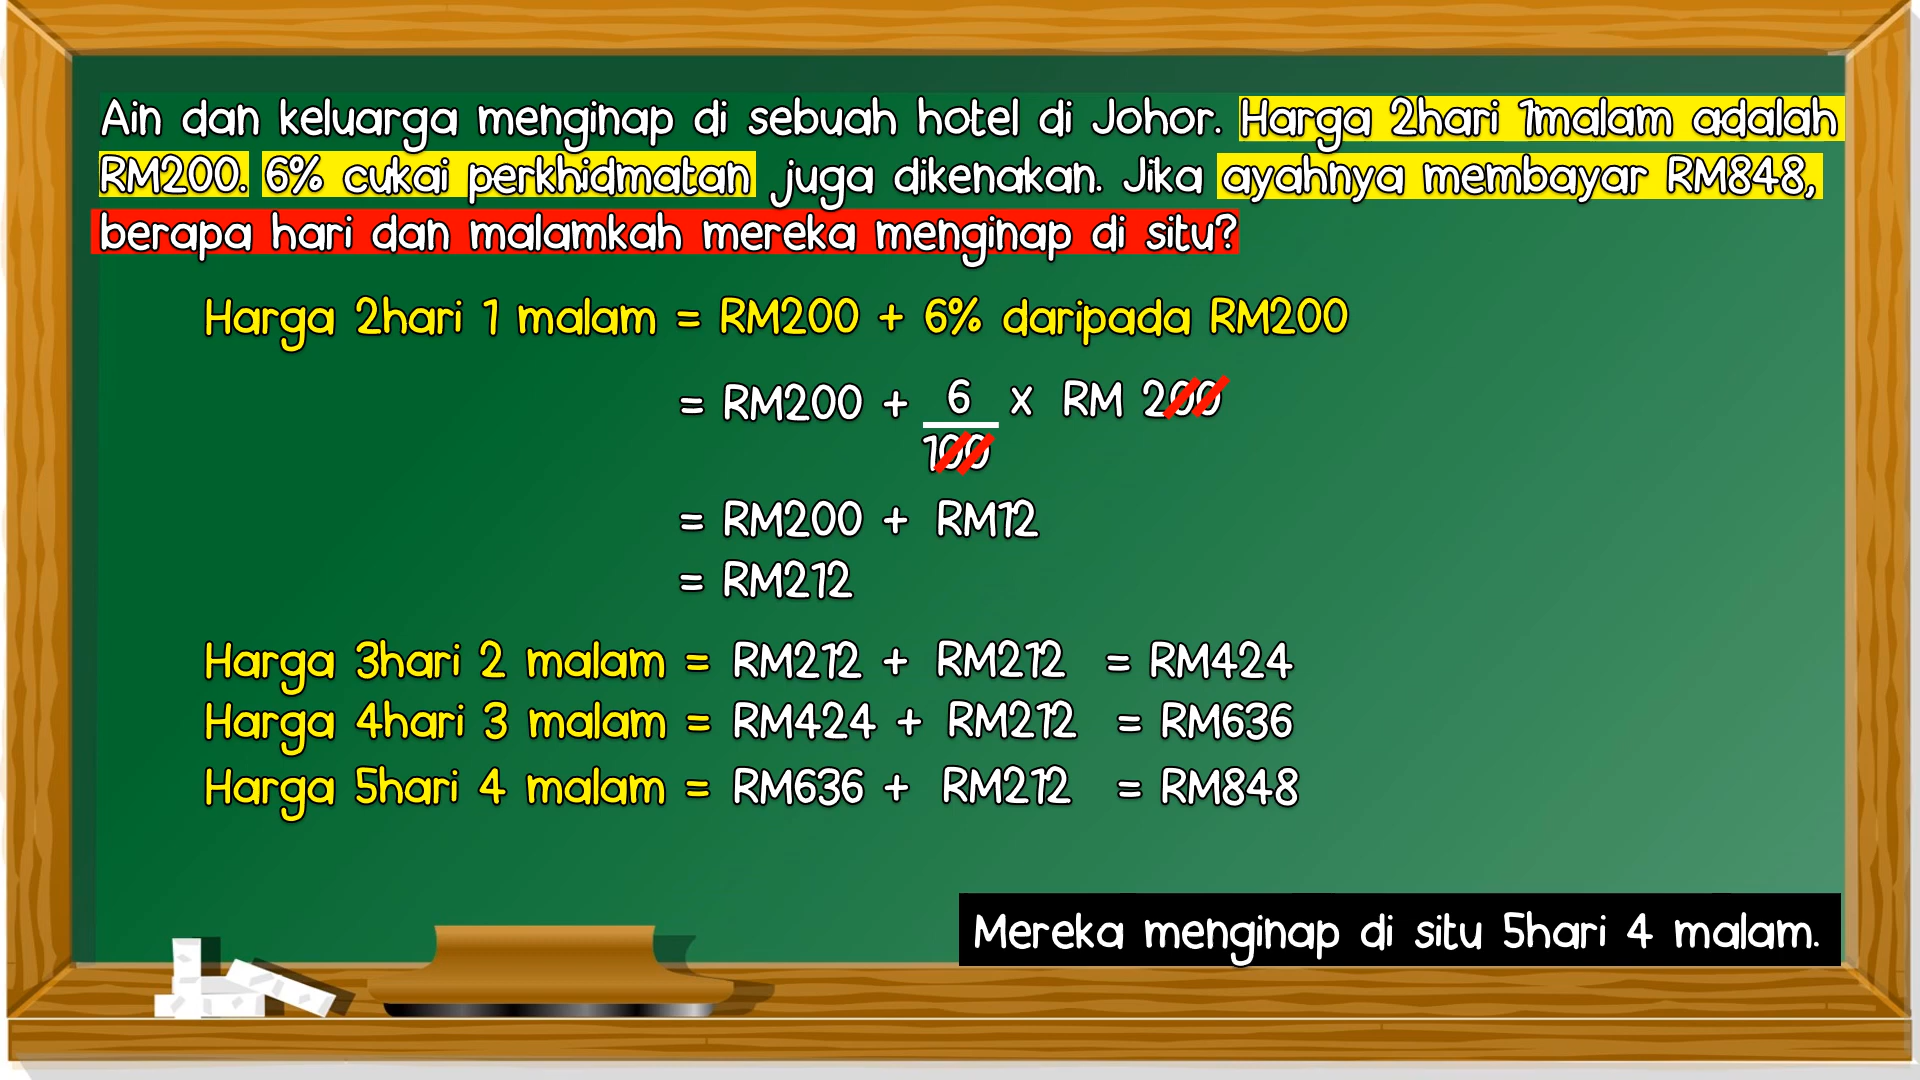 Ain dan keluarga menginap di sebuah hotel di Johor. Harga 2hari 1malam adalah
RM200. 6% cukai perkhidmatan juga dikenakan. Jika ayahnya membayar RM848,
berapa hari dan malamkah mereka menginap di situ?
Harga 2hari 1 malam = RM200 + 6% daripada RM200
= RM200 + 6/100 x RM 200
= RM200 + RM12
= RM212
Harga 3hari 2 malam = RM212 + RM212 = RM424
Harga 4hari 3 malam = RM424 + RM212 = RM636
Harga 5hari 4 malam = RM636 + RM212 = RM848
Mereka menginap di situ 5hari 4 malam.